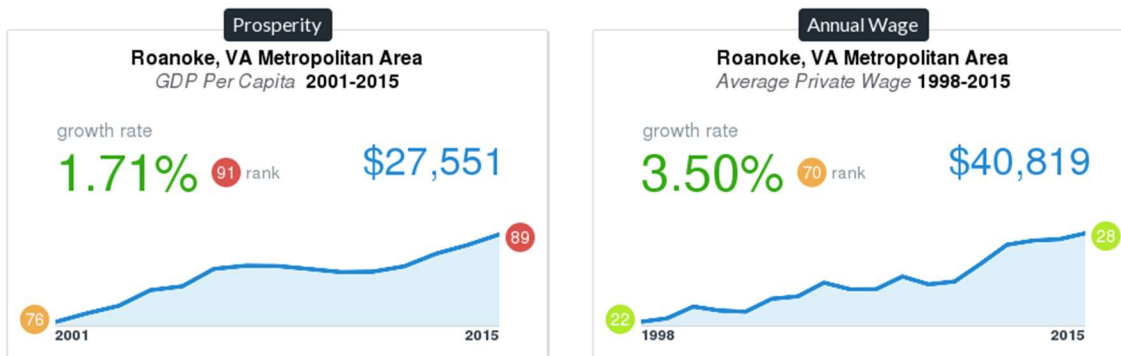 Prosperity
Roanoke, VA Metropolitan Area
GDP Per Capita 2001-2015
growth rate
1.71% 91 rank $27,551
89
76
2001 2015
Annual Wage
Roanoke, VA Metropolitan Area
Average Private Wage 1998-2015
growth rate
3.50% 70 rank $40,819
28
22
1998 2015